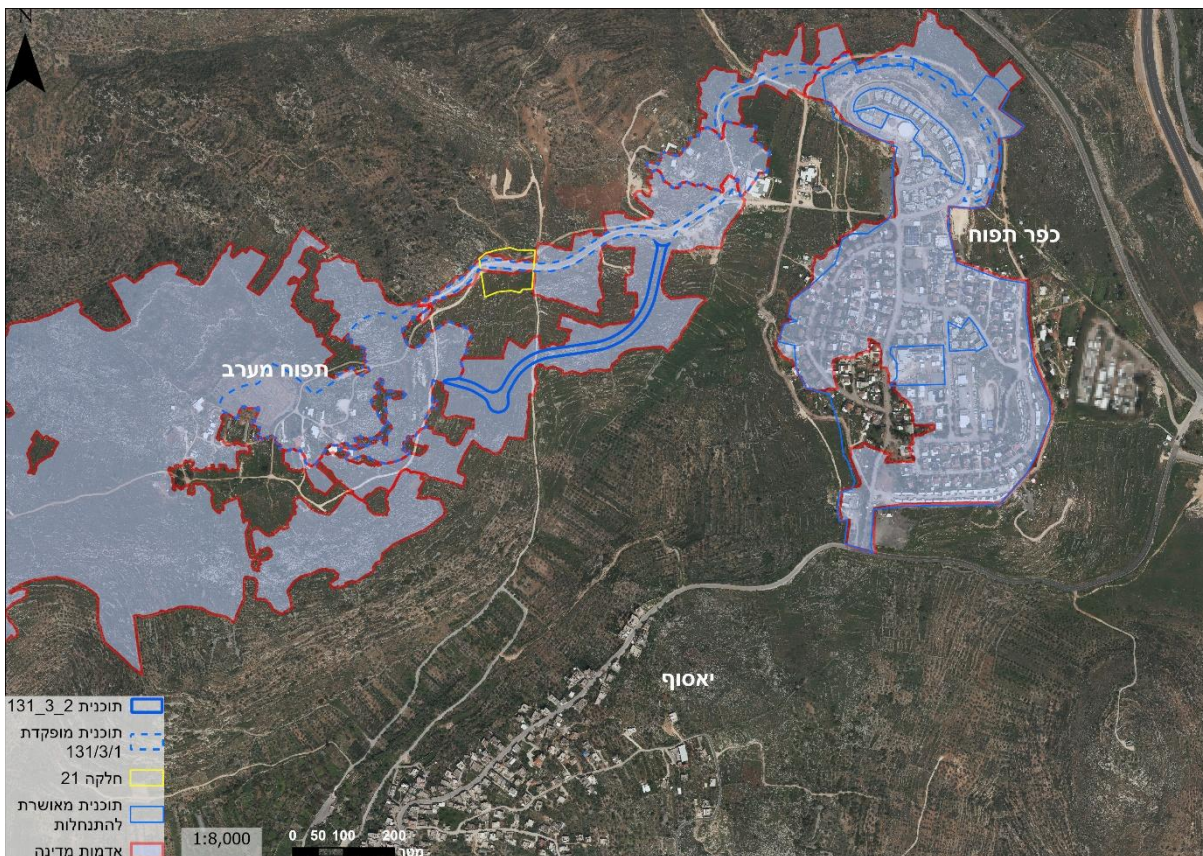 N
כפר תפוח
תפוח מערב
יאסוף
תוכנית 131_3_2
תוכנית מופקדת
131/3/1
חלקה 21
תוכנית מאושרת
להתנחלות
אדמות מדינה
1:8,000
0 50 100 200
מטר